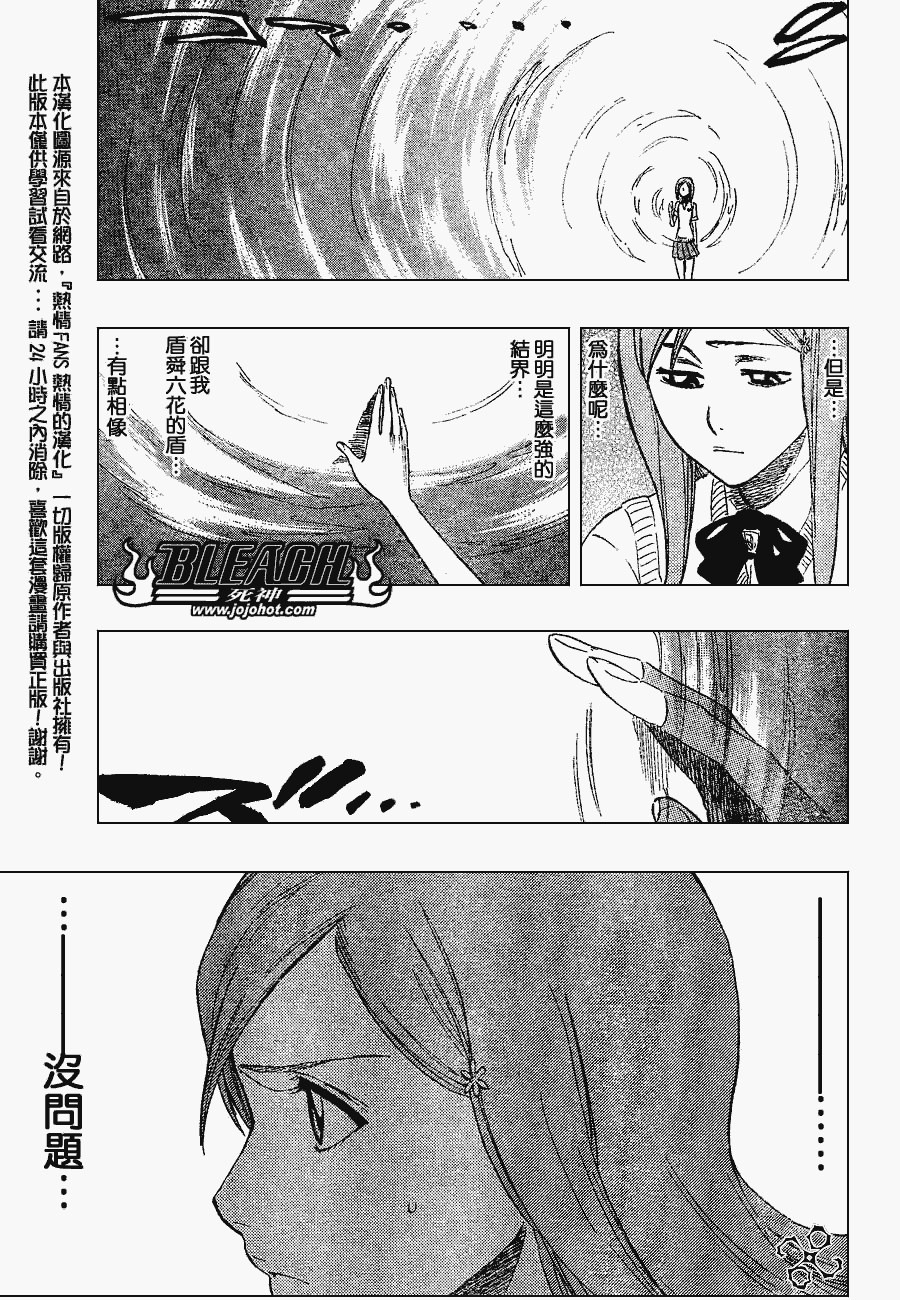 …但是…
爲什麼呢…
明明是這麼強的
結界…
卻跟我
盾舜六花的盾…
…有點相像
BLEACH
死神
www.jojohot.com
…——沒問題…
本漢化圖源來自於網路，『熱情FANS 熱情的漢化』一切版權歸原作者與出版社擁有！
此版本僅供學習試看交流… 請 24 小時之內消除，喜歡這套漫畫請購買正版！謝謝。